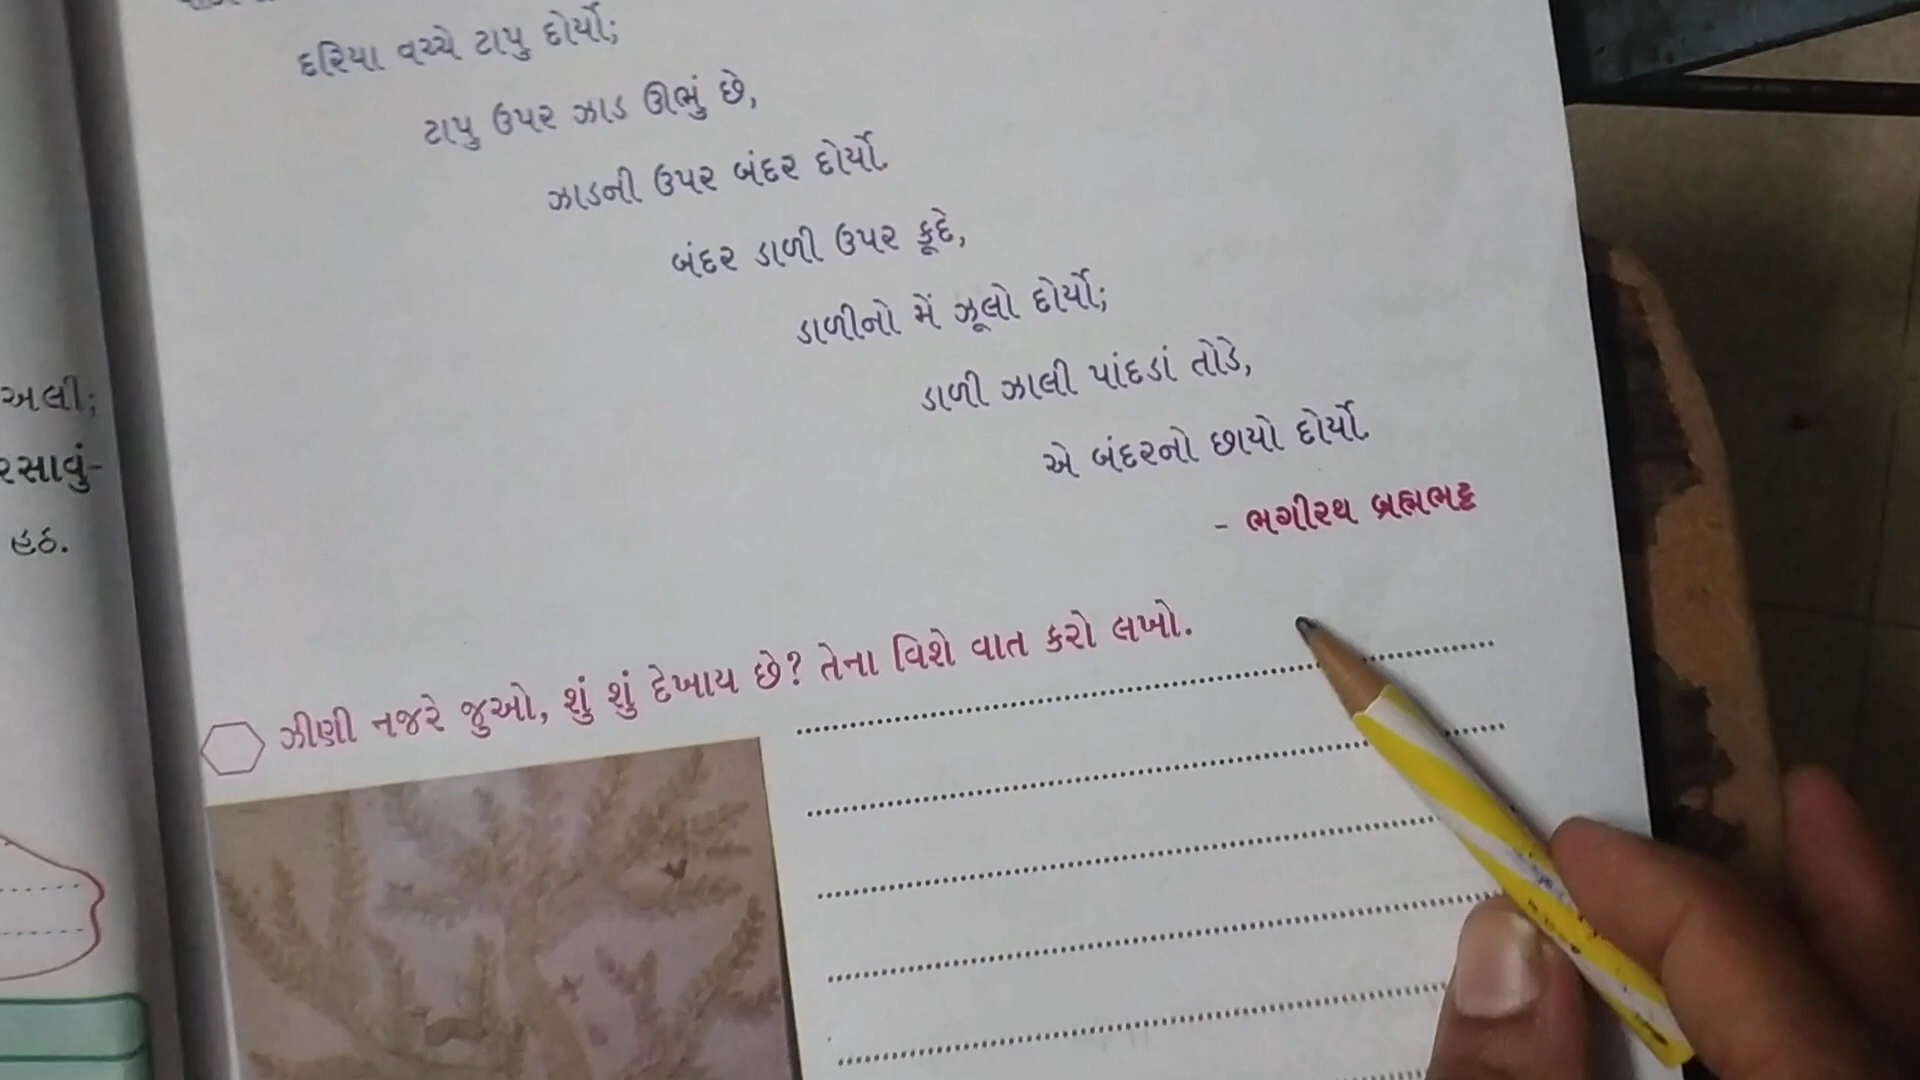 દરિયા વચ્ચે ટાપુ દોર્યો;
ટાપુ ઉપર ઝાડ ઊભું છે,
ઝાડની ઉપર બંદર દોર્યો.
બંદર ડાળી ઉપર કૂદે,
ડાળીનો મેં ઝૂલો દોર્યો;
ડાળી ઝાલી પાંદડાં તોડે,
એ બંદરનો છાયો દોર્યો.
- ભગીરથ બ્રહ્મભટ્ટ
ઝીણી નજરે જુઓ, શું શું દેખાય છે? તેના વિશે વાત કરો લખો.
અલી;
રસાવું-
હઠ.